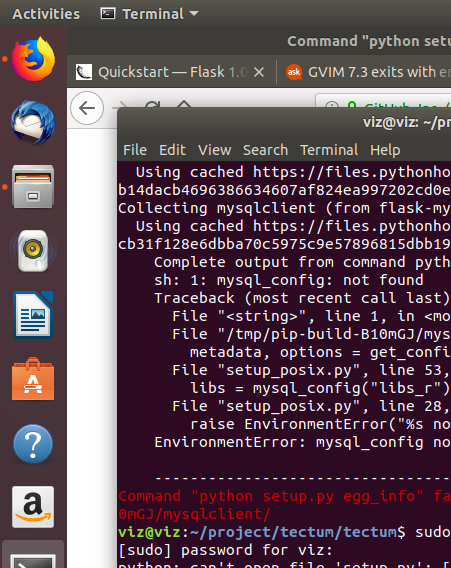 Activities Terminal
Command "python setu
Quickstart — Flask 1.0 ask GVIM 7.3 exits with er
viz@viz: ~/pr
File Edit View Search Terminal Help
Using cached https://files.pythonho
b14dacb4696386634607af824ea997202cd0e
Collecting mysqlclient (from flask-my
Using cached https://files.pythonho
cb31f128e6dbba70c5975c9e57896815dbb19
Complete output from command pyth
sh: 1: mysql_config: not found
Traceback (most recent call last)
File "<string>", line 1, in <mo
File "/tmp/pip-build-B10mGJ/mys
metadata, options = get_confi
File "setup_posix.py", line 53,
libs = mysql_config("libs_r")
File "setup_posix.py", line 28,
raise EnvironmentError("%s no
EnvironmentError: mysql_config no
----------------------------------
Command "python setup.py egg_info" fa
0mGJ/mysqlclient/
viz@viz:~/project/tectum/tectum$ sudo
[sudo] password for viz:
python: can't open file 'setup.py': [